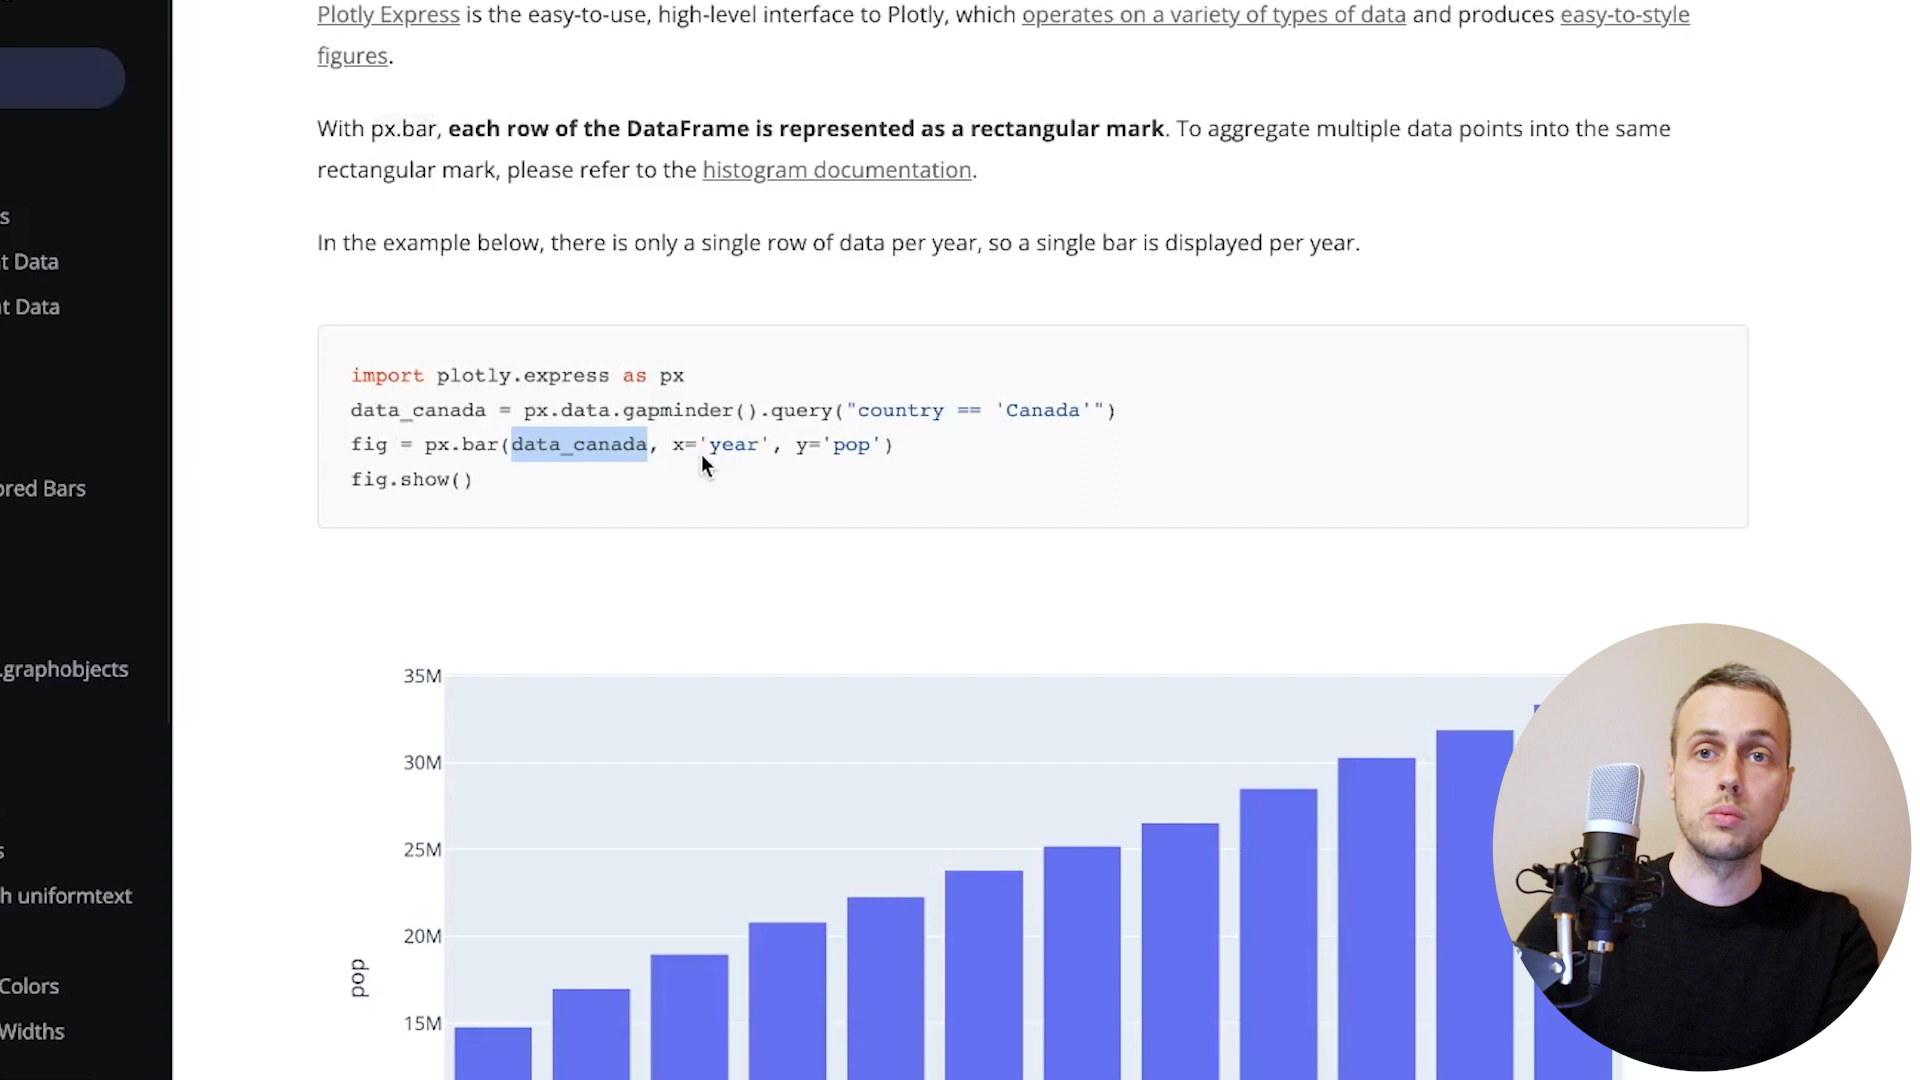 Plotly Express is the easy-to-use, high-level interface to Plotly, which operates on a variety of types of data and produces easy-to-style
figures.
With px.bar, each row of the DataFrame is represented as a rectangular mark. To aggregate multiple data points into the same
rectangular mark, please refer to the histogram documentation.
In the example below, there is only a single row of data per year, so a single bar is displayed per year.
import plotly.express as px
data_canada = px.data.gapminder().query("country == 'Canada'")
fig = px.bar(data_canada, x='year', y='pop')
fig.show()
s
t Data
t Data
ored Bars
.graphobjects
s
h uniformtext
Colors
Widths
35M
30M
25M
20M
15M
pop